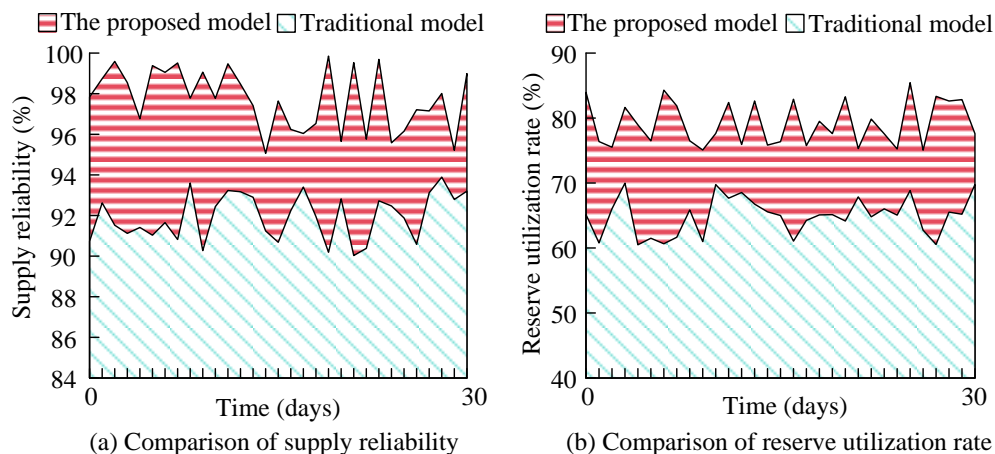 The proposed model Traditional model
100
98
96
94
92
90
88
86
84
Supply reliability (%)
0 30
Time (days)
(a) Comparison of supply reliability
The proposed model Traditional model
90
80
70
60
50
40
Reserve utilization rate (%)
0 30
Time (days)
(b) Comparison of reserve utilization rate